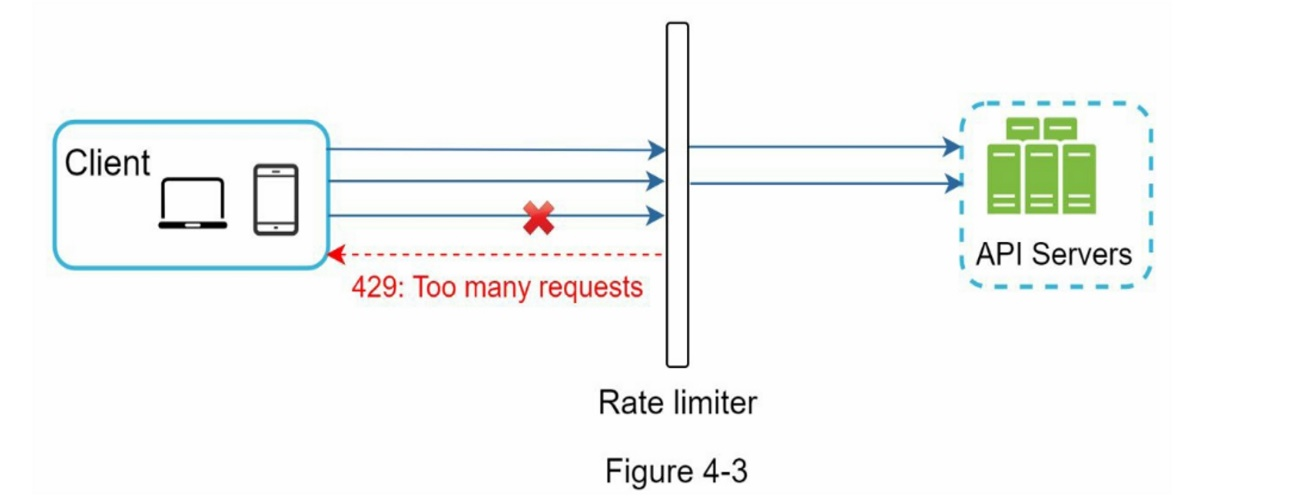 Client
429: Too many requests
API Servers
Rate limiter
Figure 4-3